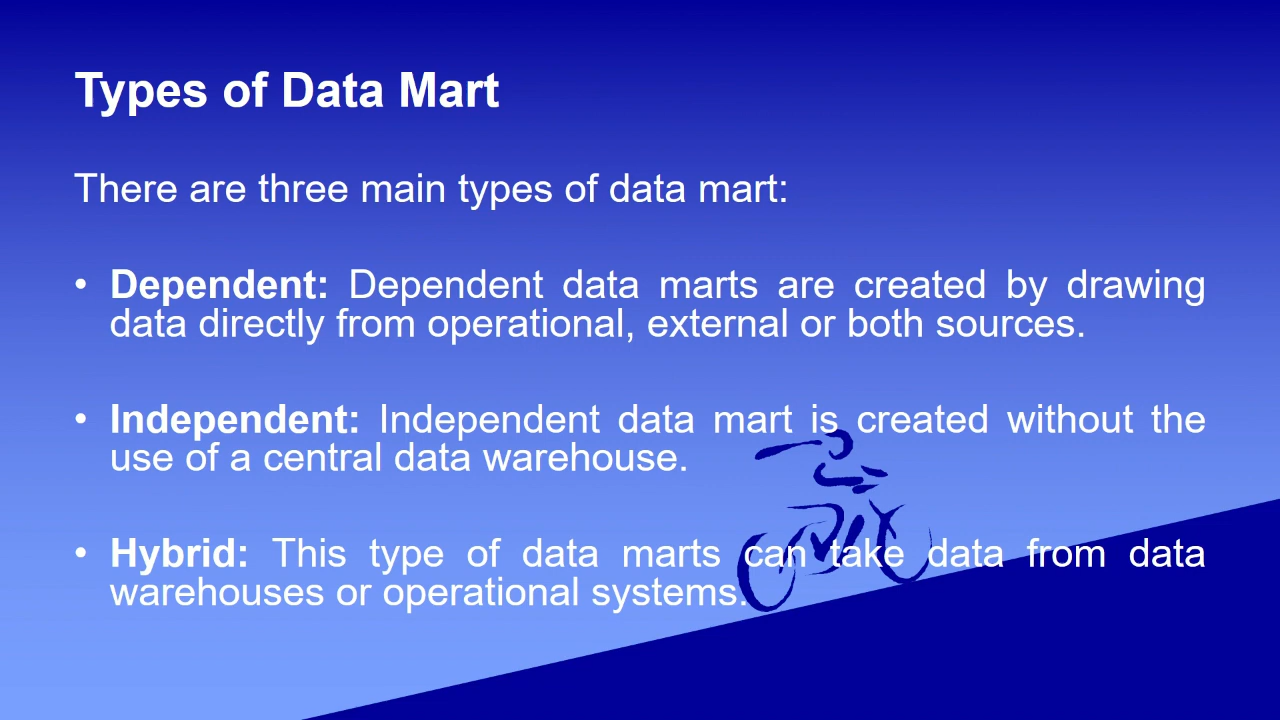 Types of Data Mart
There are three main types of data mart:
• Dependent: Dependent data marts are created by drawing
data directly from operational, external or both sources.
• Independent: Independent data mart is created without the
use of a central data warehouse.
• Hybrid: This type of data marts can take data from data
warehouses or operational systems.